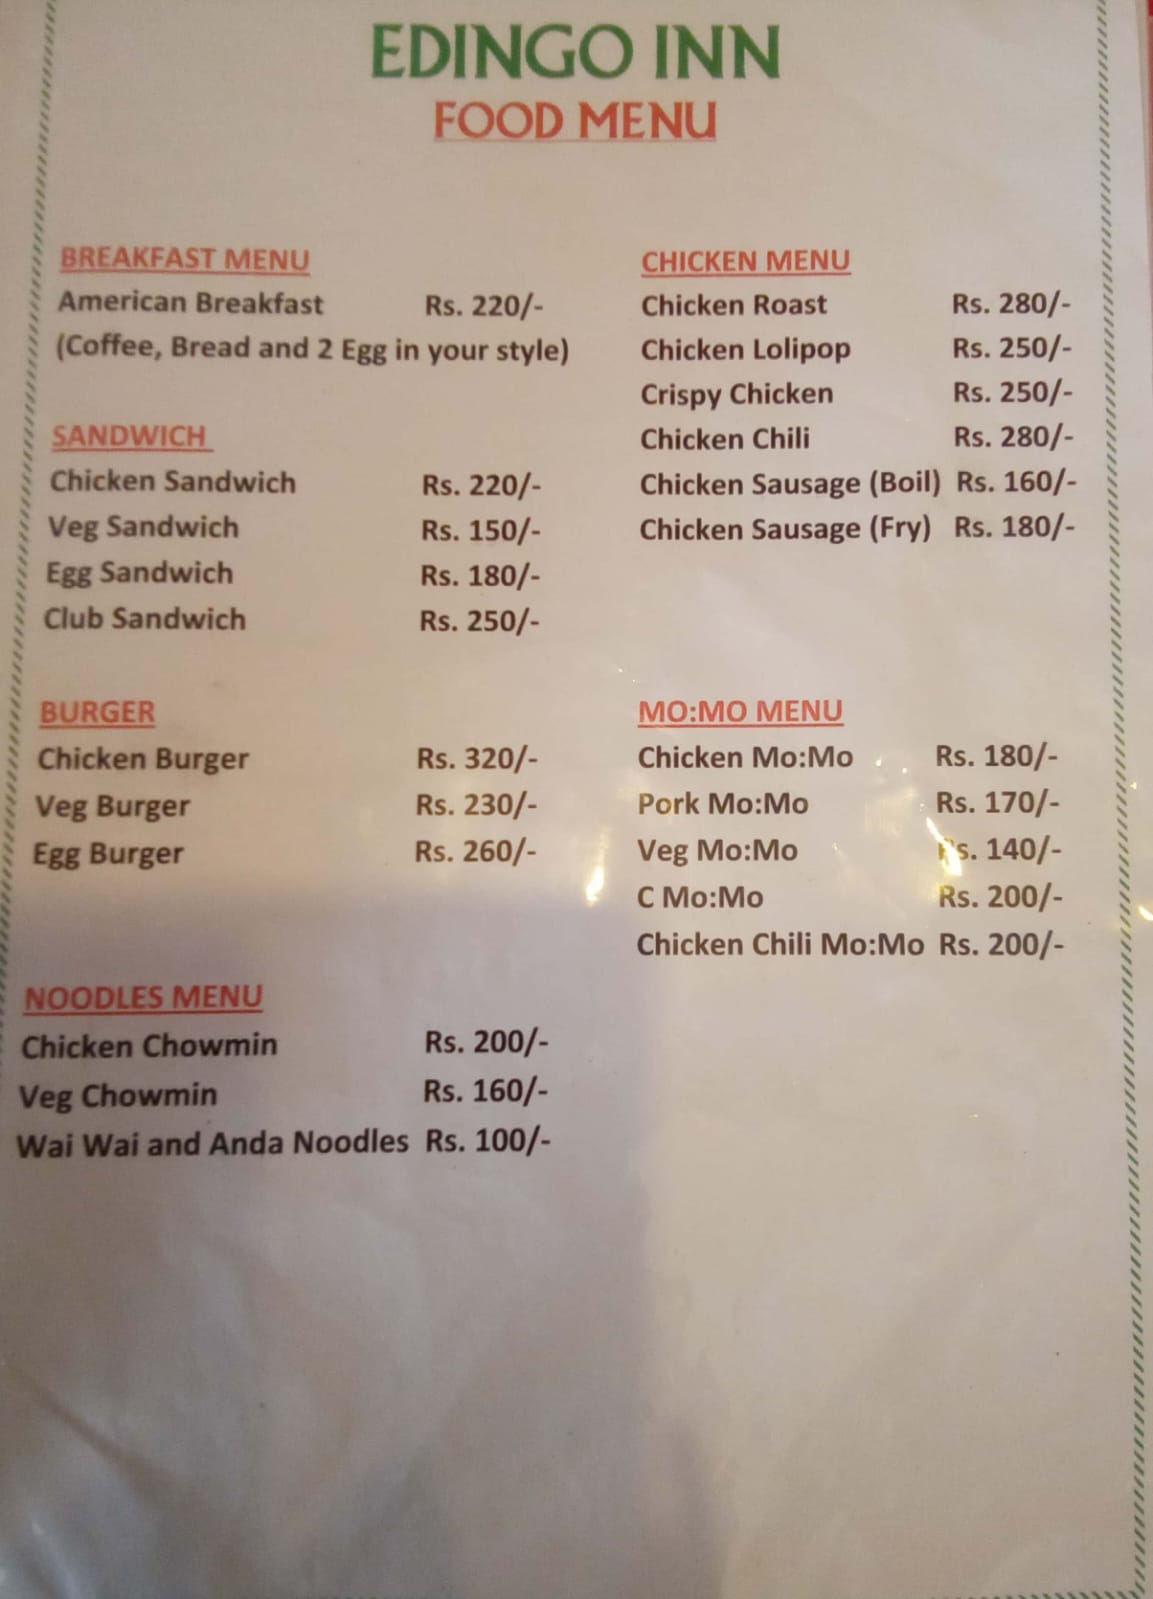 EDINGO INN
FOOD MENU
BREAKFAST MENU
American Breakfast Rs. 220/-
(Coffee, Bread and 2 Egg in your style)
SANDWICH
Chicken Sandwich Rs. 220/-
Veg Sandwich Rs. 150/-
Egg Sandwich Rs. 180/-
Club Sandwich Rs. 250/-
BURGER
Chicken Burger Rs. 320/-
Veg Burger Rs. 230/-
Egg Burger Rs. 260/-
NOODLES MENU
Chicken Chowmin Rs. 200/-
Veg Chowmin Rs. 160/-
Wai Wai and Anda Noodles Rs. 100/-
CHICKEN MENU
Chicken Roast Rs. 280/-
Chicken Lolipop Rs. 250/-
Crispy Chicken Rs. 250/-
Chicken Chili Rs. 280/-
Chicken Sausage (Boil) Rs. 160/-
Chicken Sausage (Fry) Rs. 180/-
MO:MO MENU
Chicken Mo:Mo Rs. 180/-
Pork Mo:Mo Rs. 170/-
Veg Mo:Mo Rs. 140/-
C Mo:Mo Rs. 200/-
Chicken Chili Mo:Mo Rs. 200/-